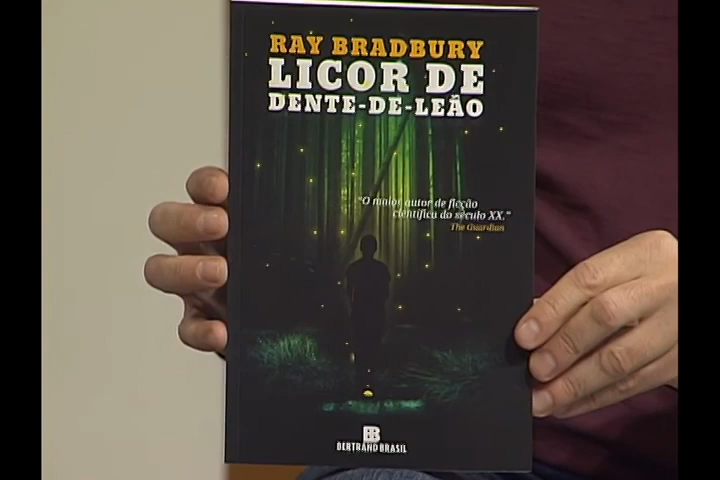 RAY BRADBURY
LICOR DE
DENTE-DE-LEÃO
"O maior autor de ficção
científica do século XX."
The Guardian
BB
BERTRAND BRASIL